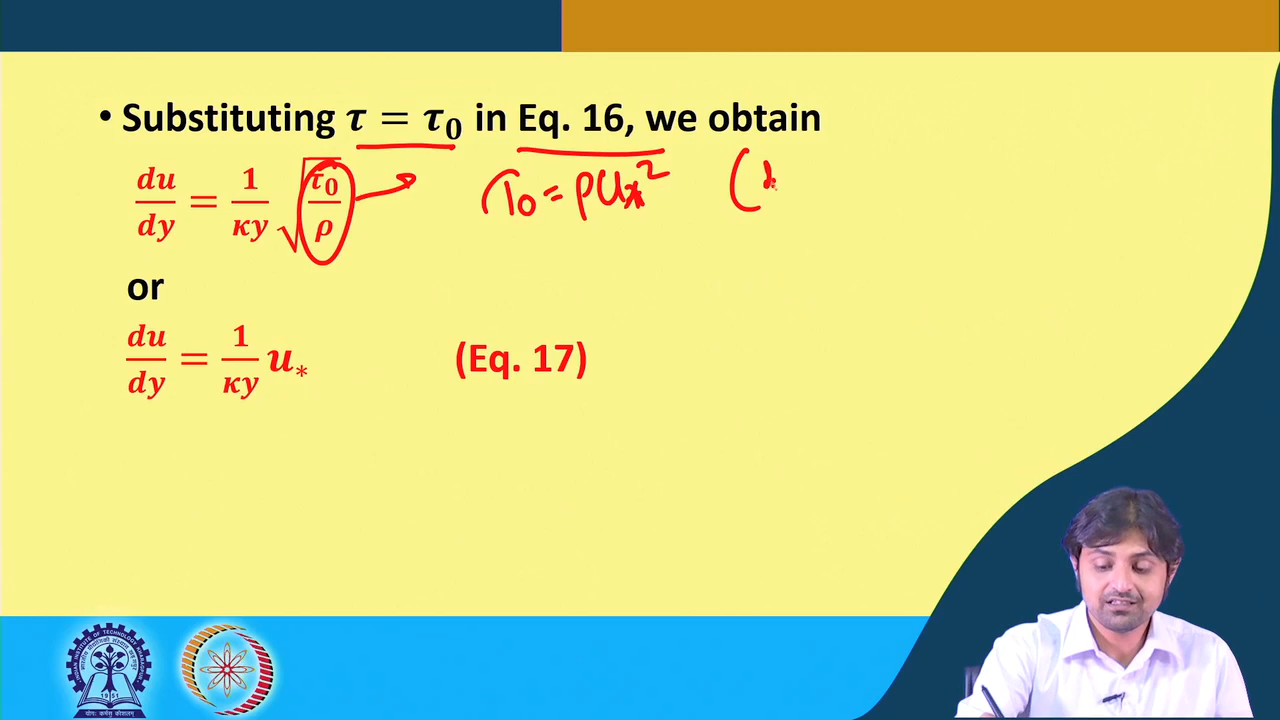 • Substituting τ = τ₀ in Eq. 16, we obtain
du/dy = 1/κy √(τ₀/ρ)
τ₀ = ρu*²
(
or
du/dy = 1/κy u* (Eq. 17)
1951